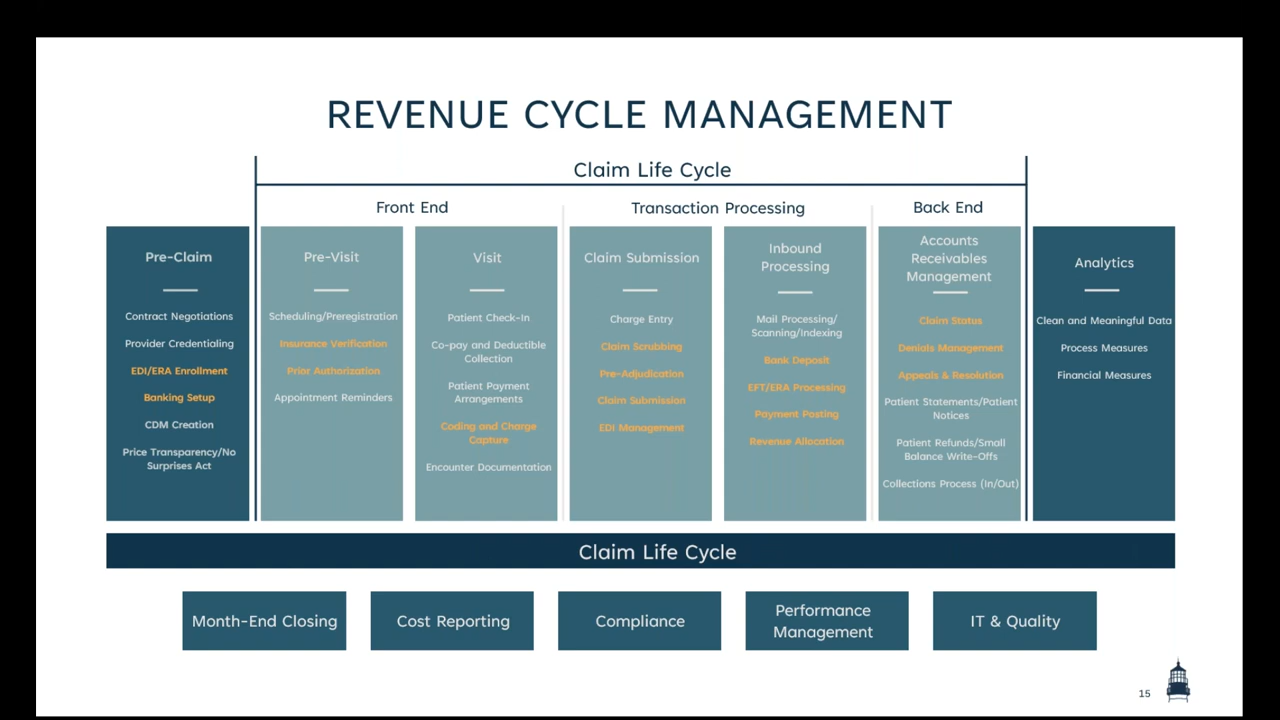 REVENUE CYCLE MANAGEMENT
Claim Life Cycle
Front End
Transaction Processing
Back End
Pre-Claim
Contract Negotiations
Provider Credentialing
EDI/ERA Enrollment
Banking Setup
CDM Creation
Price Transparency/No
Surprises Act
Pre-Visit
Scheduling/Preregistration
Insurance Verification
Prior Authorization
Appointment Reminders
Visit
Patient Check-In
Co-pay and Deductible
Collection
Patient Payment
Arrangements
Coding and Charge
Capture
Encounter Documentation
Claim Submission
Charge Entry
Claim Scrubbing
Pre-Adjudication
Claim Submission
EDI Management
Inbound
Processing
Mail Processing/
Scanning/Indexing
Bank Deposit
EFT/ERA Processing
Payment Posting
Revenue Allocation
Accounts
Receivables
Management
Claim Status
Denials Management
Appeals & Resolution
Patient Statements/Patient
Notices
Patient Refunds/Small
Balance Write-Offs
Collections Process (In/Out)
Analytics
Clean and Meaningful Data
Process Measures
Financial Measures
Claim Life Cycle
Month-End Closing
Cost Reporting
Compliance
Performance
Management
IT & Quality
15